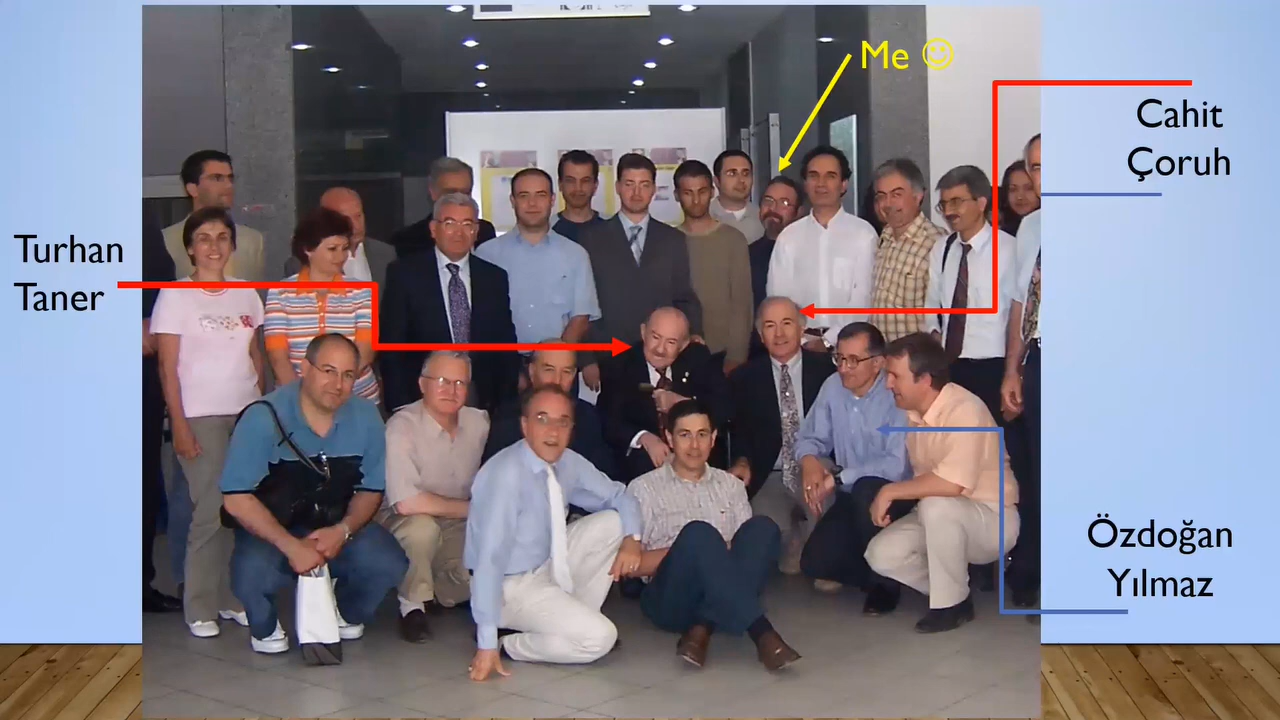 Me ☺
Cahit
Çoruh
Turhan
Taner
Özdoğan
Yılmaz